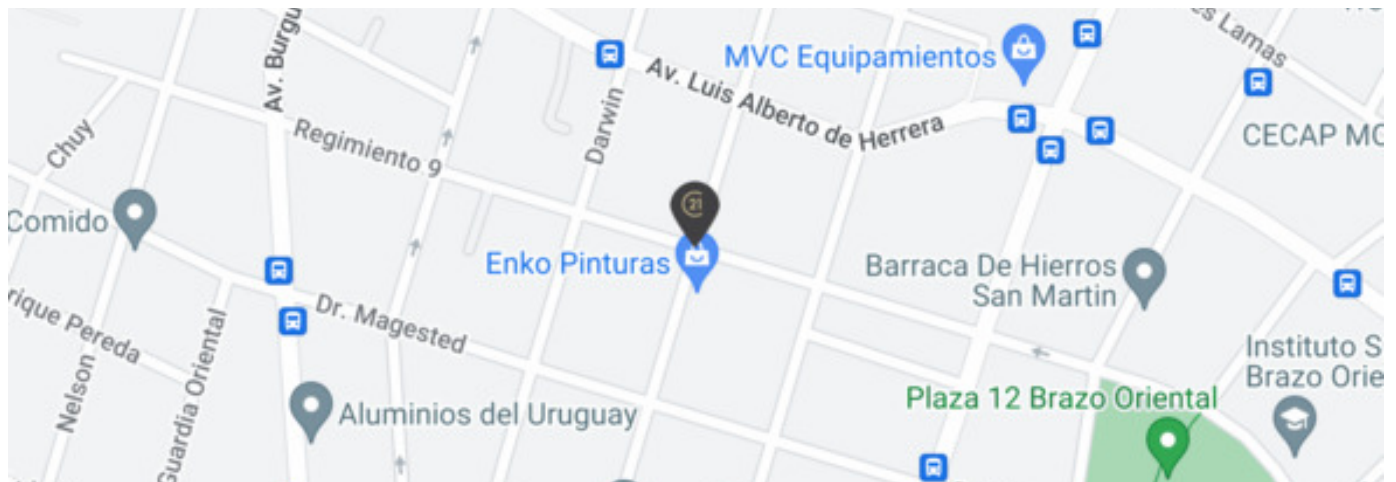 es Lamas
MVC Equipamientos
Av. Burgu
Av. Luis Alberto de Herrera
Darwin
CECAP MO
Chuy
Regimiento 9
21
Comido
Enko Pinturas
Barraca De Hierros
San Martin
rique Pereda
Dr. Magested
Nelson
Guardia Oriental
Instituto S
Brazo Orie
Plaza 12 Brazo Oriental
Aluminios del Uruguay